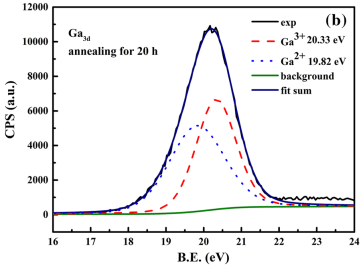 12000
10000
8000
6000
4000
2000
0
CPS (a.u.)
Ga3d
annealing for 20 h
(b)
exp
Ga3+ 20.33 eV
Ga2+ 19.82 eV
background
fit sum
16 17 18 19 20 21 22 23 24
B.E. (eV)